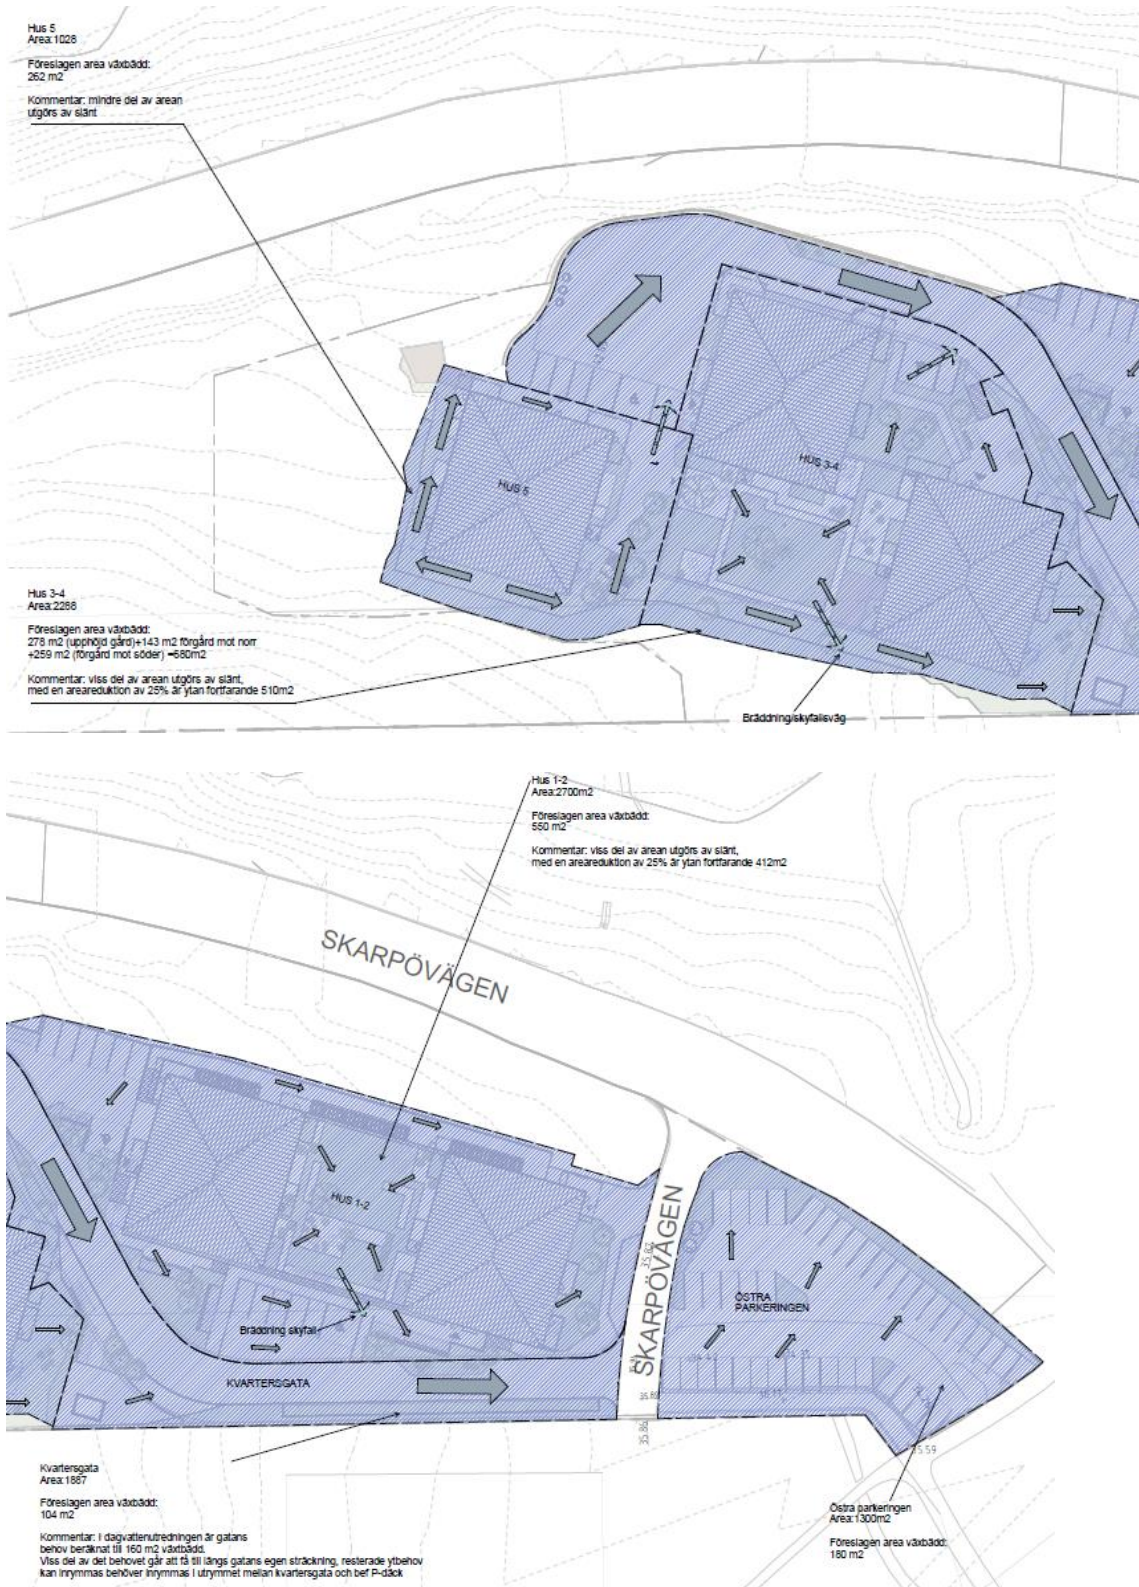 Hus 5
Area:1028
Föreslagen area växbädd:
262 m2
Kommentar: mindre del av arean
utgörs av slänt
HUS 5
HUS 3-4
Hus 3-4
Area:2288
Föreslagen area växbädd:
278 m2 (upphöjd gård)+143 m2 förgård mot norr
+259 m2 (förgård mot söder) =680m2
Kommentar: viss del av arean utgörs av slänt,
med en areareduktion av 25% är ytan fortfarande 510m2
Bräddning/skyfallsväg
Hus 1-2
Area:2700m2
Föreslagen area växbädd:
550 m2
Kommentar: viss del av arean utgörs av slänt,
med en areareduktion av 25% är ytan fortfarande 412m2
SKARPÖVÄGEN
HUS 1-2
SKARPÖVÄGEN
35.82
ÖSTRA
PARKERINGEN
Bräddning skyfall
KVARTERSGATA
35.86
35.59
Kvartersgata
Area:1887
Föreslagen area växbädd:
104 m2
Kommentar: I dagvattenutredningen är gatans
behov beräknat till 160 m2 växtbädd.
Viss del av det behovet går att få till längs gatans egen sträckning, resterade ytbehov
kan inrymmas behöver inrymmas i utrymmet mellan kvartersgata och bef P-däck
Östra parkeringen
Area:1300m2
Föreslagen area växbädd:
180 m2